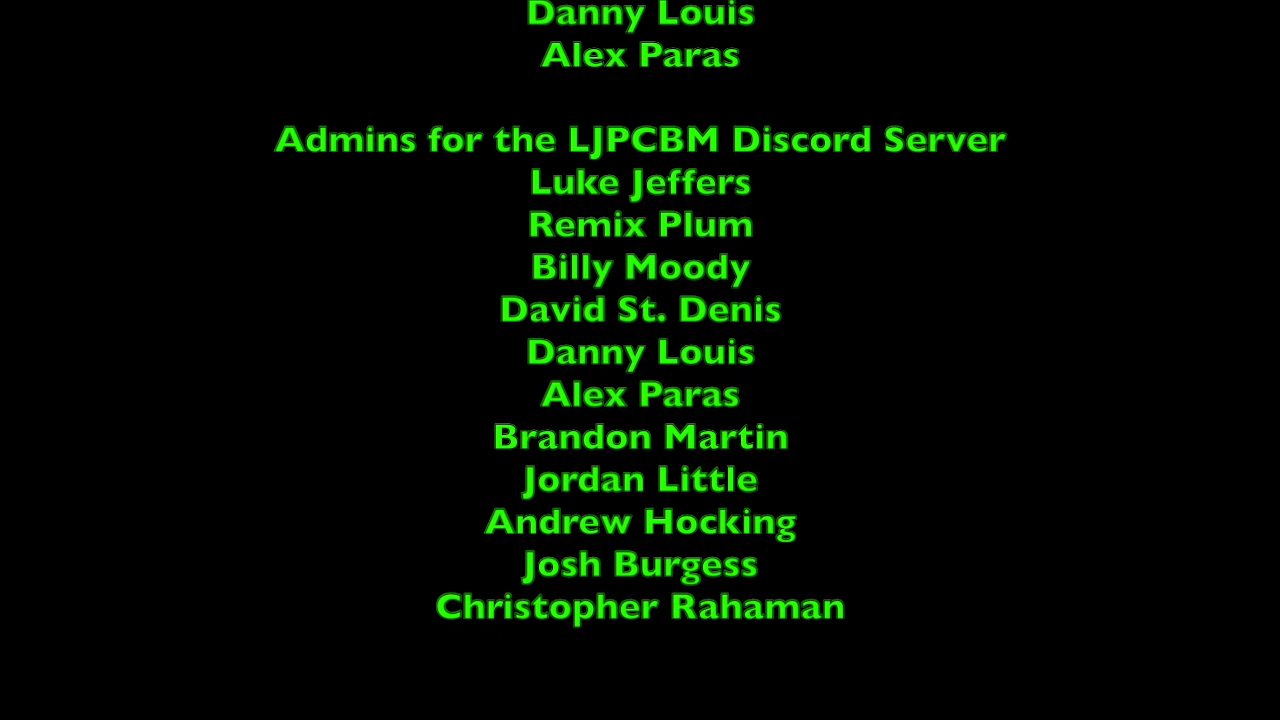 Danny Louis
Alex Paras
Admins for the LJPCBM Discord Server
Luke Jeffers
Remix Plum
Billy Moody
David St. Denis
Danny Louis
Alex Paras
Brandon Martin
Jordan Little
Andrew Hocking
Josh Burgess
Christopher Rahaman